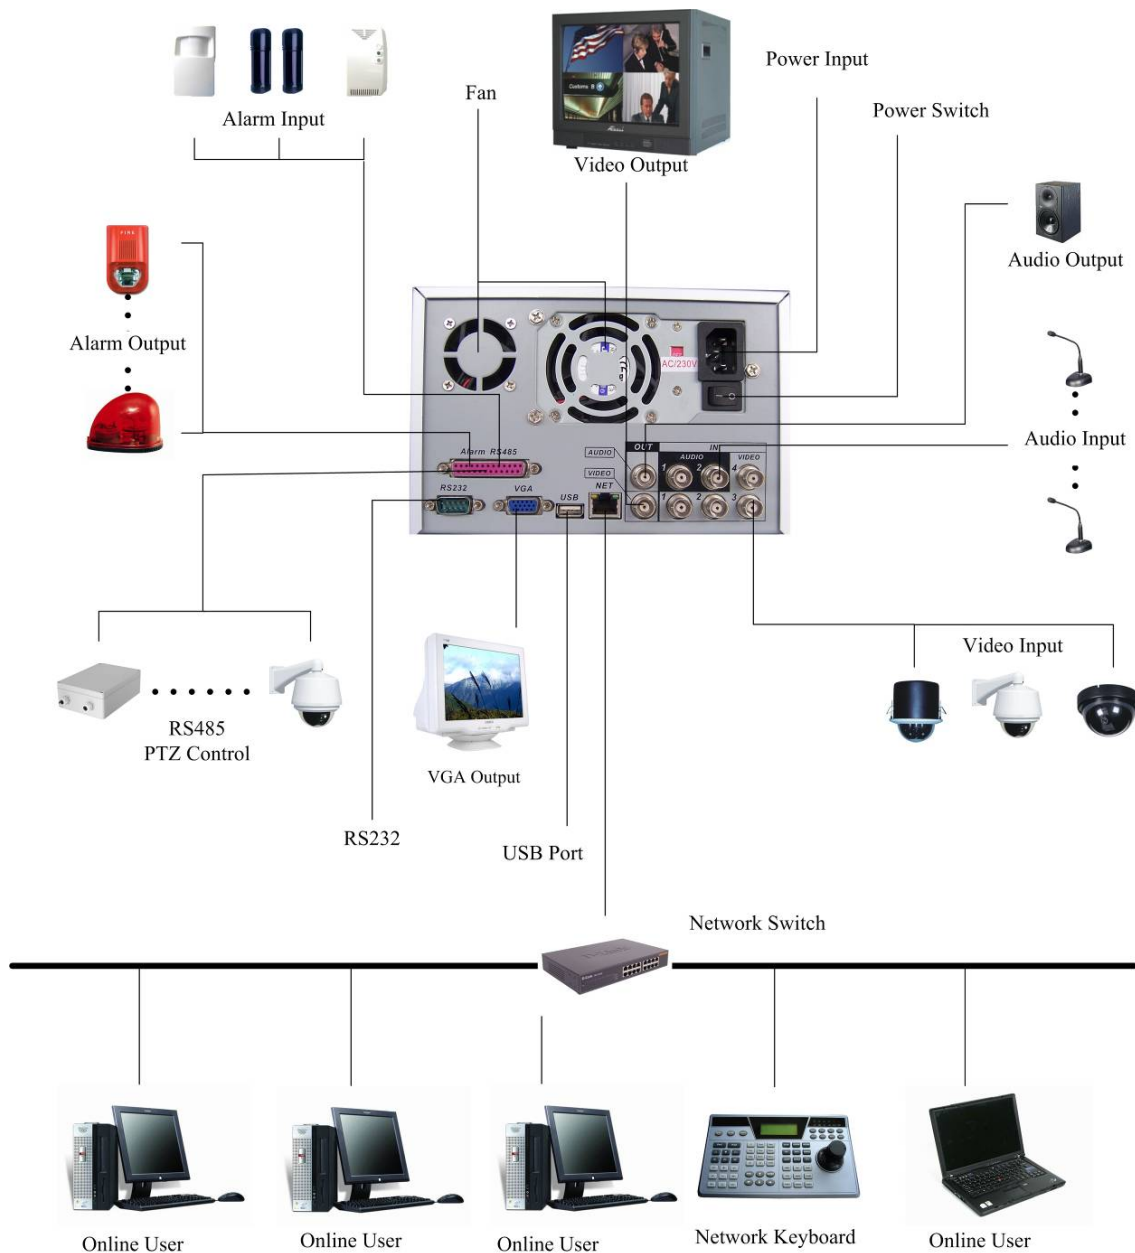 Customs
FIRE
Alarm Input
Fan
Video Output
Power Input
Power Switch
Audio Output
Alarm Output
Audio Input
AC/230V
Alarm RS485
OUT
IN
AUDIO
AUDIO
VIDEO
1
2
4
VIDEO
RS232
VGA
USB
NET
1
2
3
Video Input
RS485
PTZ Control
VGA Output
RS232
USB Port
Network Switch
Online User
Online User
Online User
Network Keyboard
Online User